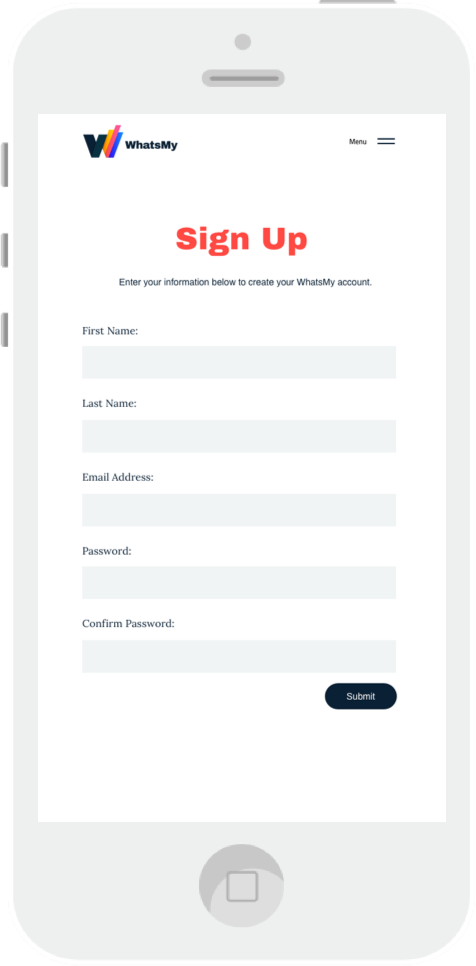 WhatsMy
Menu
Sign Up
Enter your information below to create your WhatsMy account.
First Name:
Last Name:
Email Address:
Password:
Confirm Password:
Submit